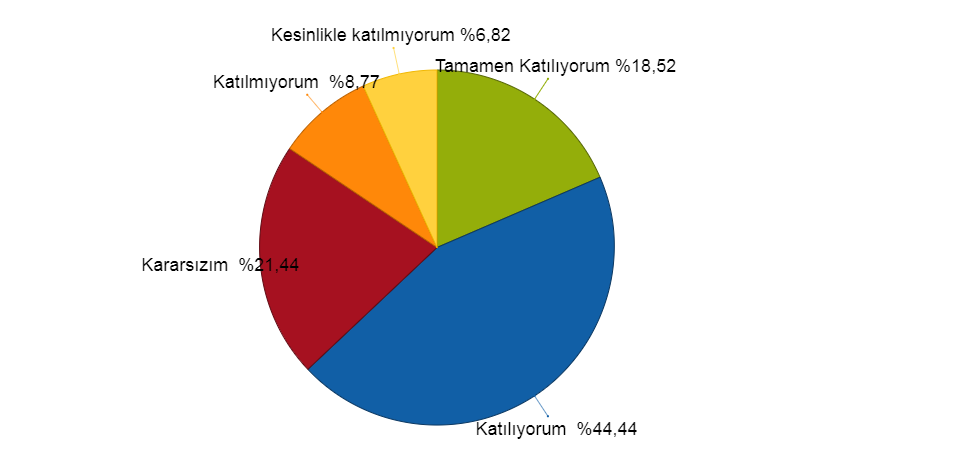 Kesinlikle katılmıyorum %6,82
Tamamen Katılıyorum %18,52
Katılmıyorum  %8,77
Kararsızım  %21,44
Katılıyorum  %44,44